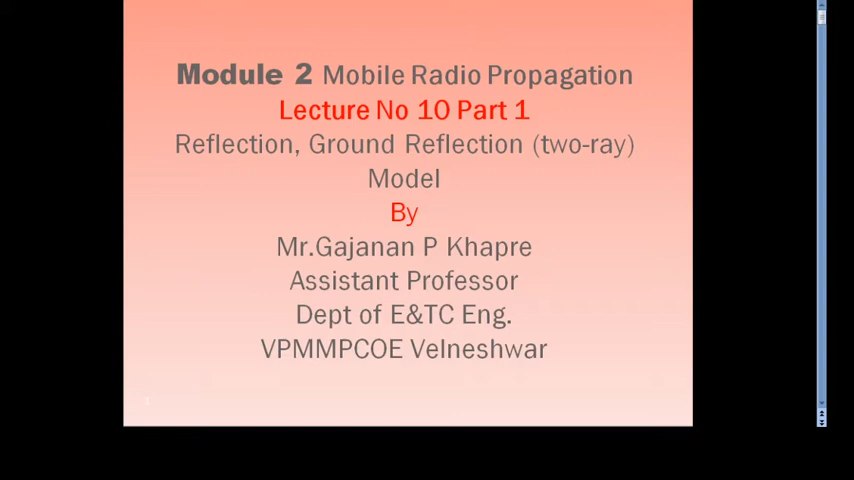 Module 2 Mobile Radio Propagation
Lecture No 10 Part 1
Reflection, Ground Reflection (two-ray)
Model
By
Mr.Gajanan P Khapre
Assistant Professor
Dept of E&TC Eng.
VPMMPCOE Velneshwar
1